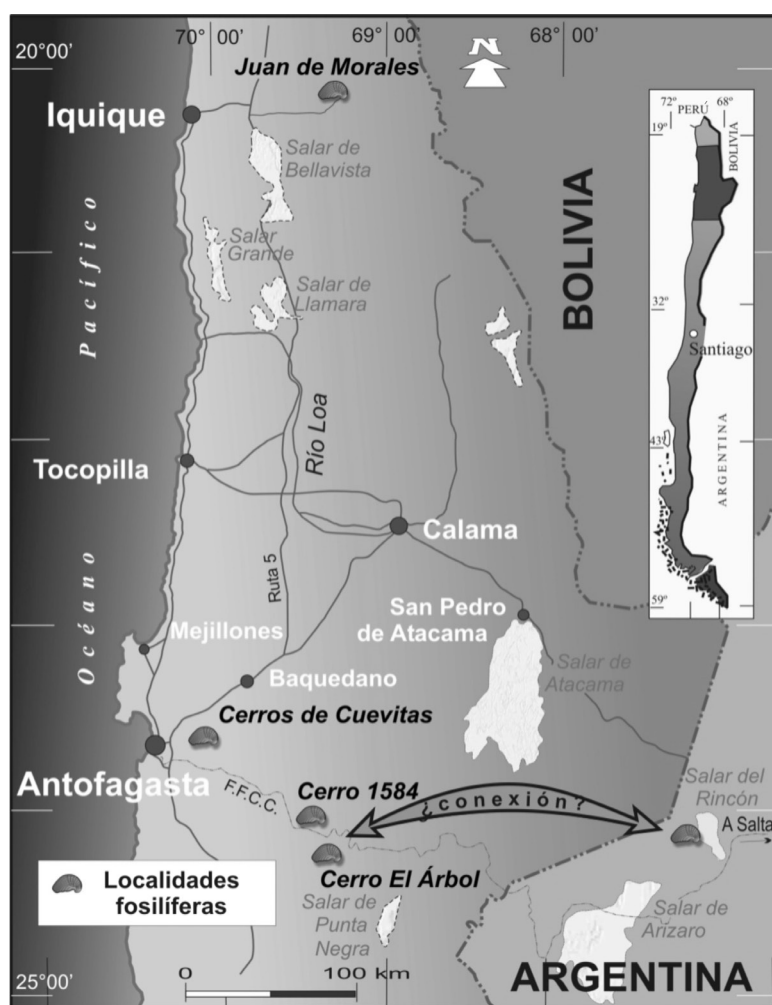 70° 00'
69° 00'
68° 00'
20° 00'
Juan de Morales
Iquique
Salar de
Bellavista
Salar
Grande
Salar de
Llamara
Pacífico
BOLIVIA
N
72°
PERÚ
68°
19°
BOLIVIA
32°
Santiago
43°
ARGENTINA
59°
Río Loa
Tocopilla
Calama
Ruta 5
San Pedro
de Atacama
Océano
Mejillones
Salar de
Atacama
Baquedano
Cerros de Cuevitas
Antofagasta
F.F.C.C.
Cerro 1584
¿conexión?
Salar del
Rincón
A Salta
Cerro El Árbol
Localidades
fosilíferas
Salar de
Punta
Negra
Salar de
Arizaro
0
100 km
ARGENTINA
25°00'